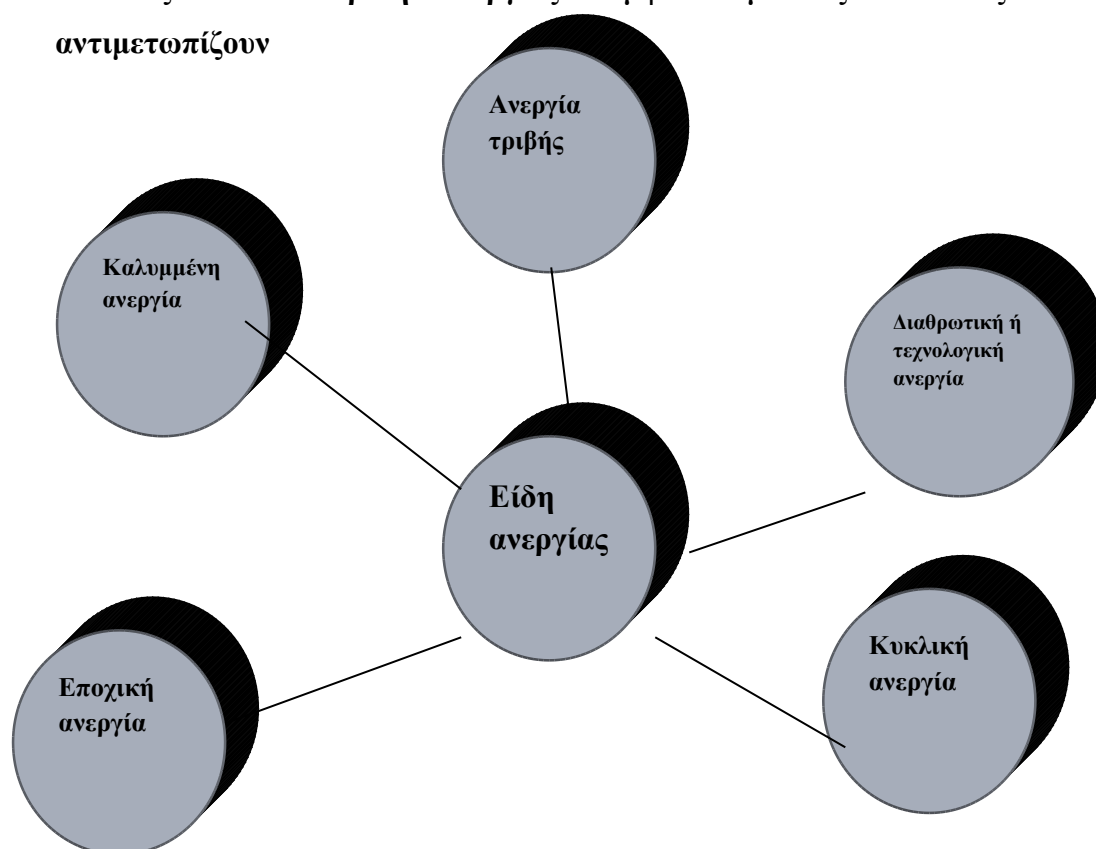 αντιμετωπίζουν
Ανεργία
τριβής
Καλυμμένη
ανεργία
Διαθρωτική ή
τεχνολογική
ανεργία
Είδη
ανεργίας
Κυκλική
ανεργία
Εποχική
ανεργία